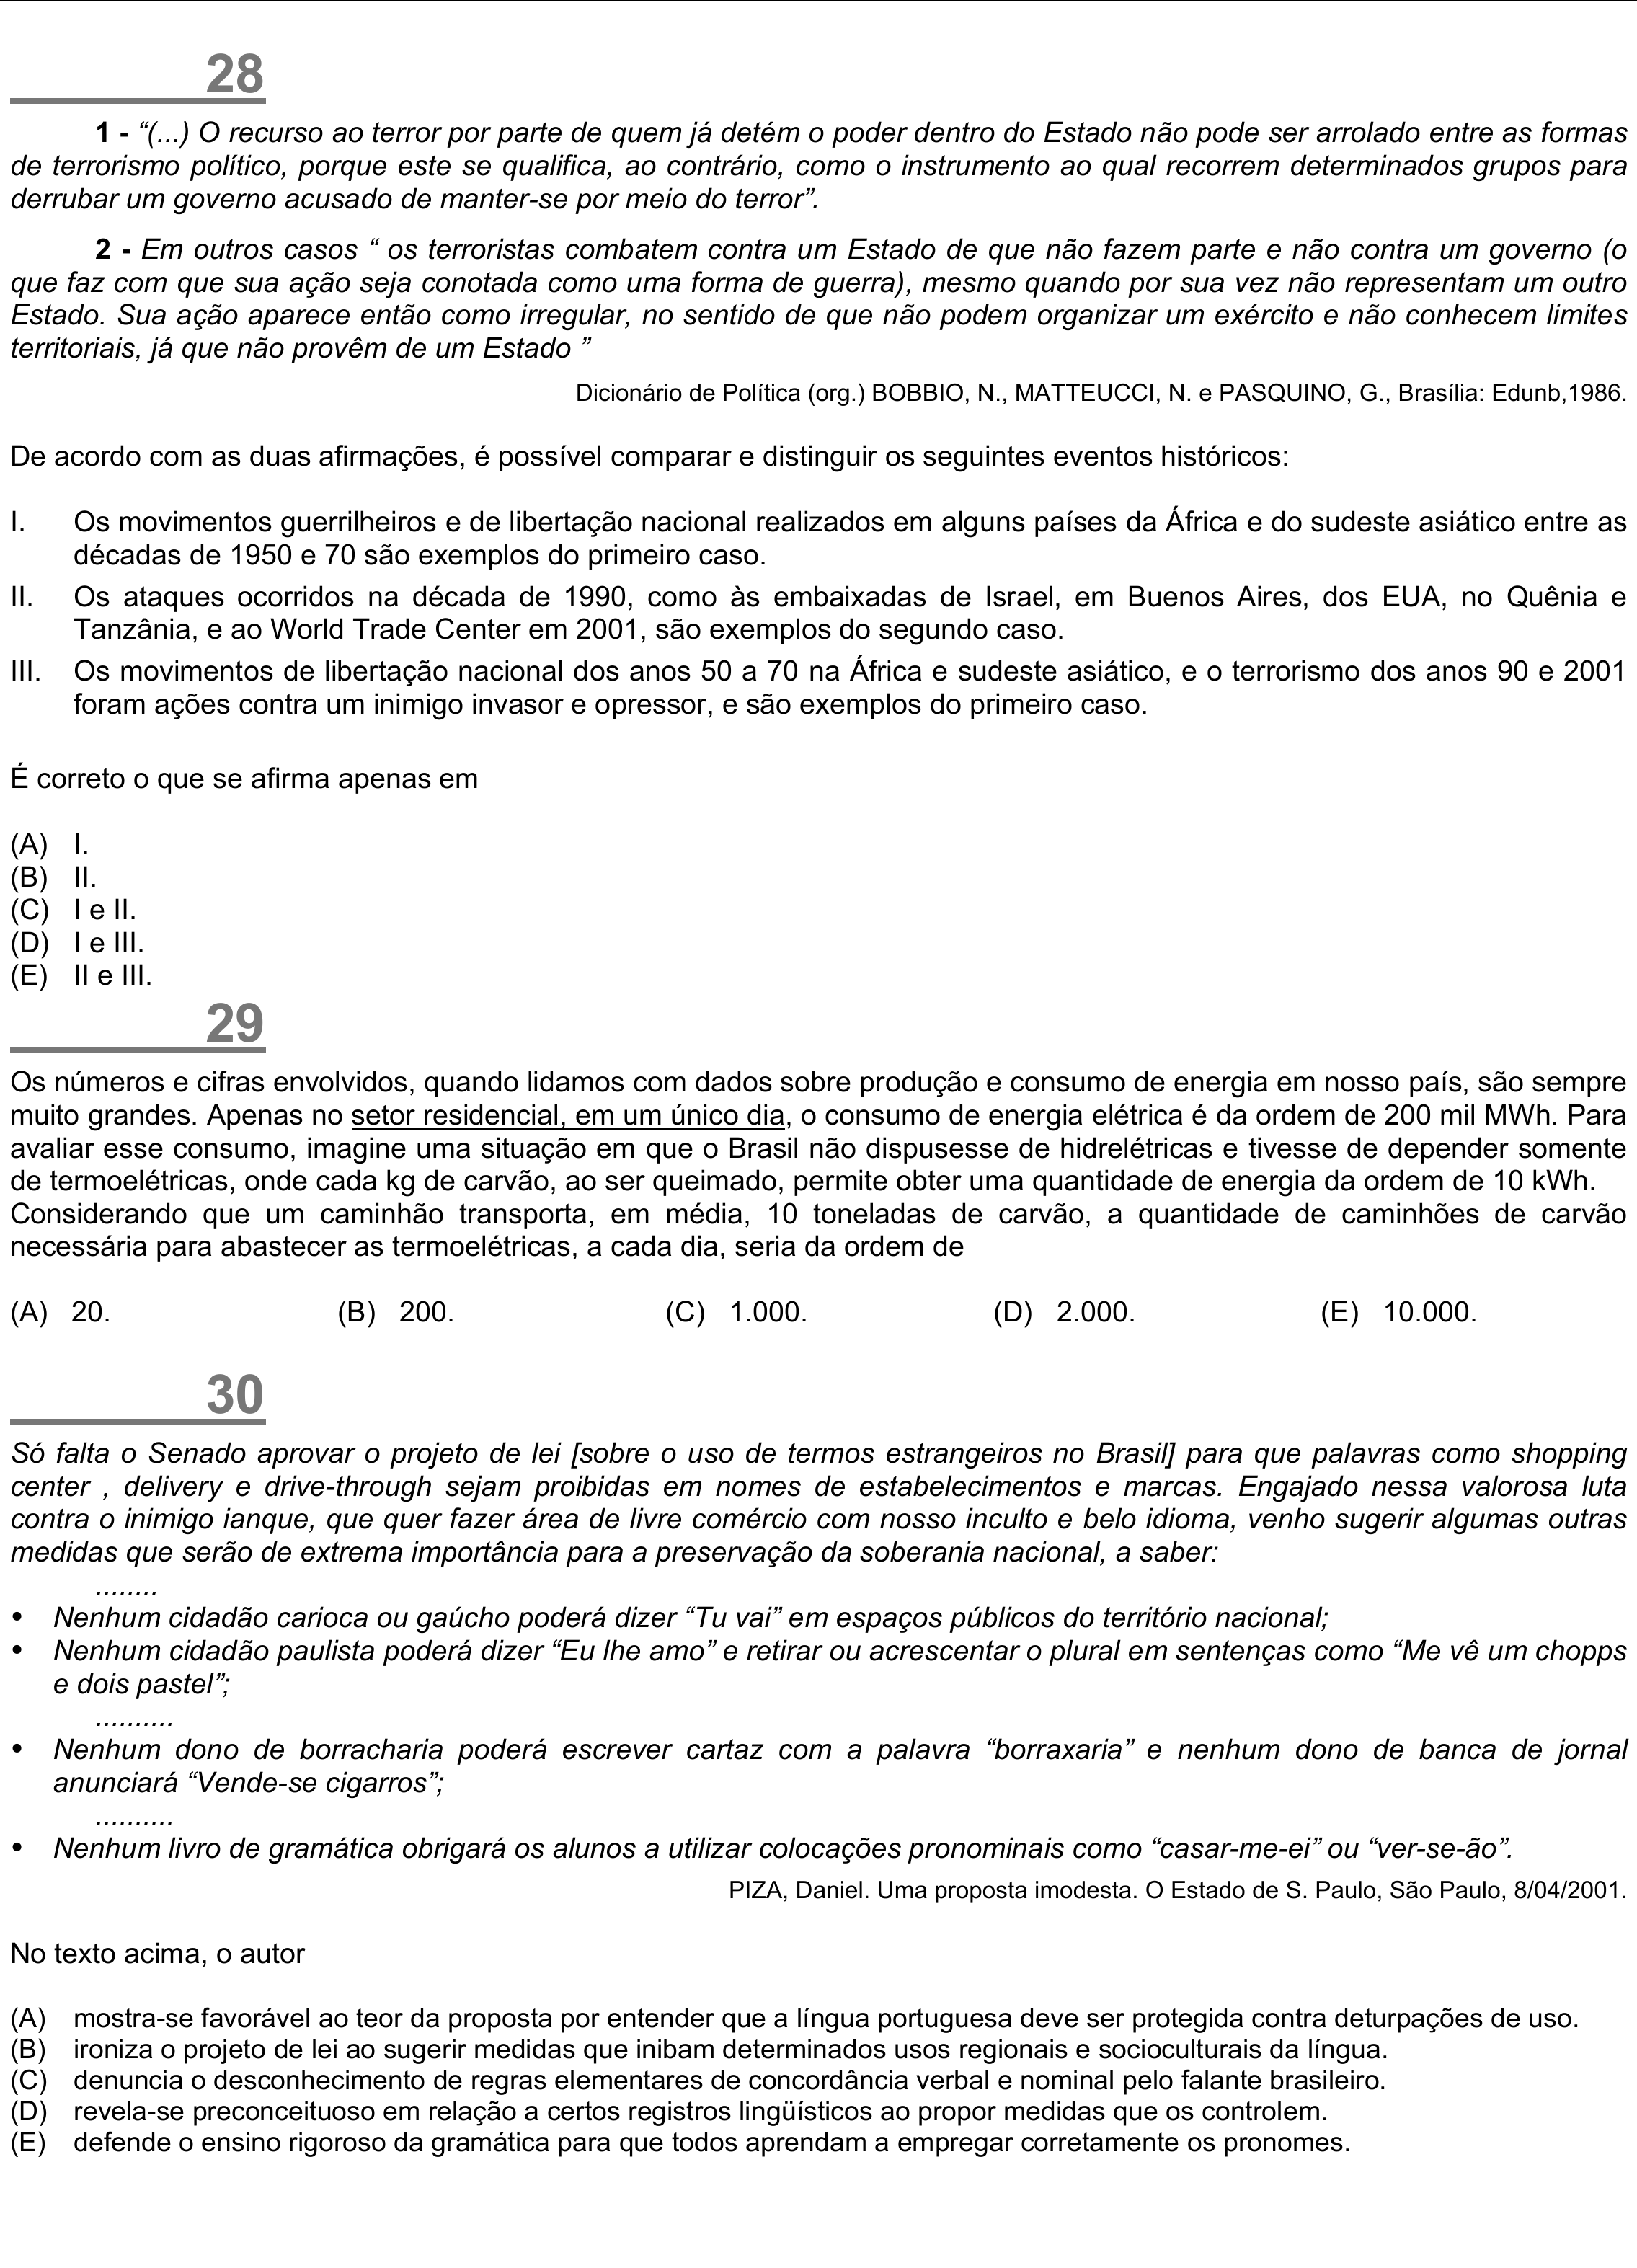 28
1 - “(...) O recurso ao terror por parte de quem já detém o poder dentro do Estado não pode ser arrolado entre as formas
de terrorismo político, porque este se qualifica, ao contrário, como o instrumento ao qual recorrem determinados grupos para
derrubar um governo acusado de manter-se por meio do terror”.
2 - Em outros casos “ os terroristas combatem contra um Estado de que não fazem parte e não contra um governo (o
que faz com que sua ação seja conotada como uma forma de guerra), mesmo quando por sua vez não representam um outro
Estado. Sua ação aparece então como irregular, no sentido de que não podem organizar um exército e não conhecem limites
territoriais, já que não provêm de um Estado ”
Dicionário de Política (org.) BOBBIO, N., MATTEUCCI, N. e PASQUINO, G., Brasília: Edunb,1986.
De acordo com as duas afirmações, é possível comparar e distinguir os seguintes eventos históricos:
I. Os movimentos guerrilheiros e de libertação nacional realizados em alguns países da África e do sudeste asiático entre as
décadas de 1950 e 70 são exemplos do primeiro caso.
II. Os ataques ocorridos na década de 1990, como às embaixadas de Israel, em Buenos Aires, dos EUA, no Quênia e
Tanzânia, e ao World Trade Center em 2001, são exemplos do segundo caso.
III. Os movimentos de libertação nacional dos anos 50 a 70 na África e sudeste asiático, e o terrorismo dos anos 90 e 2001
foram ações contra um inimigo invasor e opressor, e são exemplos do primeiro caso.
É correto o que se afirma apenas em
(A) I.
(B) II.
(C) I e II.
(D) I e III.
(E) II e III.
29
Os números e cifras envolvidos, quando lidamos com dados sobre produção e consumo de energia em nosso país, são sempre
muito grandes. Apenas no setor residencial, em um único dia, o consumo de energia elétrica é da ordem de 200 mil MWh. Para
avaliar esse consumo, imagine uma situação em que o Brasil não dispusesse de hidrelétricas e tivesse de depender somente
de termoelétricas, onde cada kg de carvão, ao ser queimado, permite obter uma quantidade de energia da ordem de 10 kWh.
Considerando que um caminhão transporta, em média, 10 toneladas de carvão, a quantidade de caminhões de carvão
necessária para abastecer as termoelétricas, a cada dia, seria da ordem de
(A) 20. (B) 200. (C) 1.000. (D) 2.000. (E) 10.000.
30
Só falta o Senado aprovar o projeto de lei [sobre o uso de termos estrangeiros no Brasil] para que palavras como shopping
center , delivery e drive-through sejam proibidas em nomes de estabelecimentos e marcas. Engajado nessa valorosa luta
contra o inimigo ianque, que quer fazer área de livre comércio com nosso inculto e belo idioma, venho sugerir algumas outras
medidas que serão de extrema importância para a preservação da soberania nacional, a saber:
........
• Nenhum cidadão carioca ou gaúcho poderá dizer “Tu vai” em espaços públicos do território nacional;
• Nenhum cidadão paulista poderá dizer “Eu lhe amo” e retirar ou acrescentar o plural em sentenças como “Me vê um chopps
e dois pastel”;
..........
• Nenhum dono de borracharia poderá escrever cartaz com a palavra “borraxaria” e nenhum dono de banca de jornal
anunciará “Vende-se cigarros”;
..........
• Nenhum livro de gramática obrigará os alunos a utilizar colocações pronominais como “casar-me-ei” ou “ver-se-ão”.
PIZA, Daniel. Uma proposta imodesta. O Estado de S. Paulo, São Paulo, 8/04/2001.
No texto acima, o autor
(A) mostra-se favorável ao teor da proposta por entender que a língua portuguesa deve ser protegida contra deturpações de uso.
(B) ironiza o projeto de lei ao sugerir medidas que inibam determinados usos regionais e socioculturais da língua.
(C) denuncia o desconhecimento de regras elementares de concordância verbal e nominal pelo falante brasileiro.
(D) revela-se preconceituoso em relação a certos registros lingüísticos ao propor medidas que os controlem.
(E) defende o ensino rigoroso da gramática para que todos aprendam a empregar corretamente os pronomes.